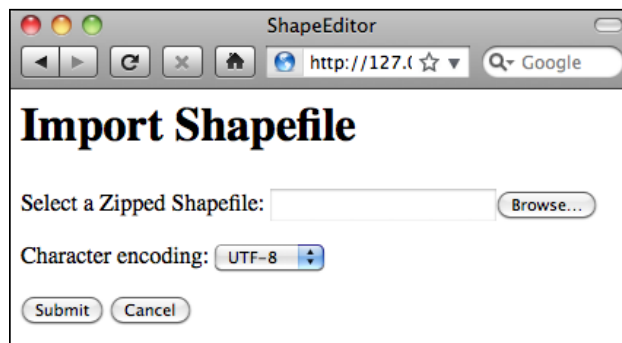 ShapeEditor
http://127.( Google
Import Shapefile
Select a Zipped Shapefile: Browse...
Character encoding: UTF-8
Submit Cancel